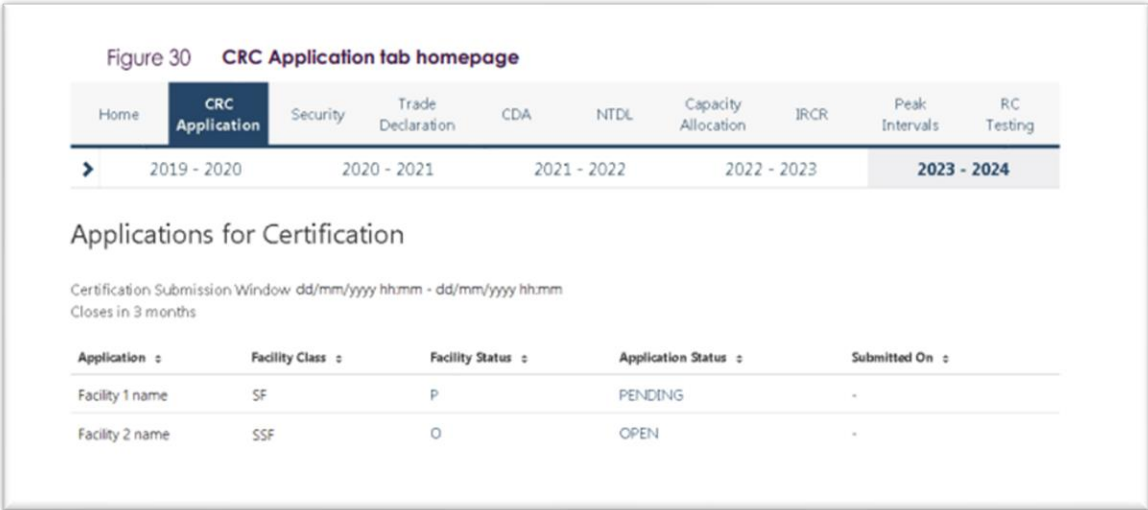 Figure 30 CRC Application tab homepage
Home CRC Application Security Trade Declaration CDA NTDL Capacity Allocation IRCR Peak Intervals RC Testing
2019 - 2020 2020 - 2021 2021 - 2022 2022 - 2023 2023 - 2024
Applications for Certification
Certification Submission Window dd/mm/yyyy hh:mm - dd/mm/yyyy hh:mm
Closes in 3 months
Application Facility Class Facility Status Application Status Submitted On
Facility 1 name SF P PENDING -
Facility 2 name SSF O OPEN -